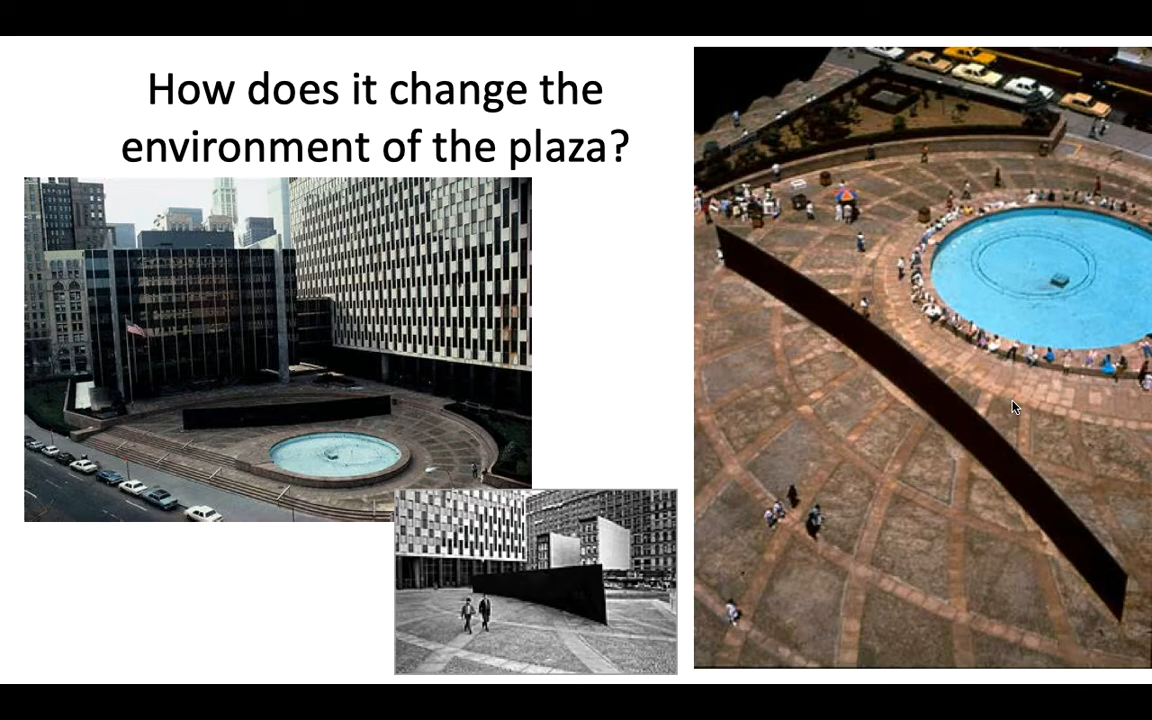 How does it change the
environment of the plaza?